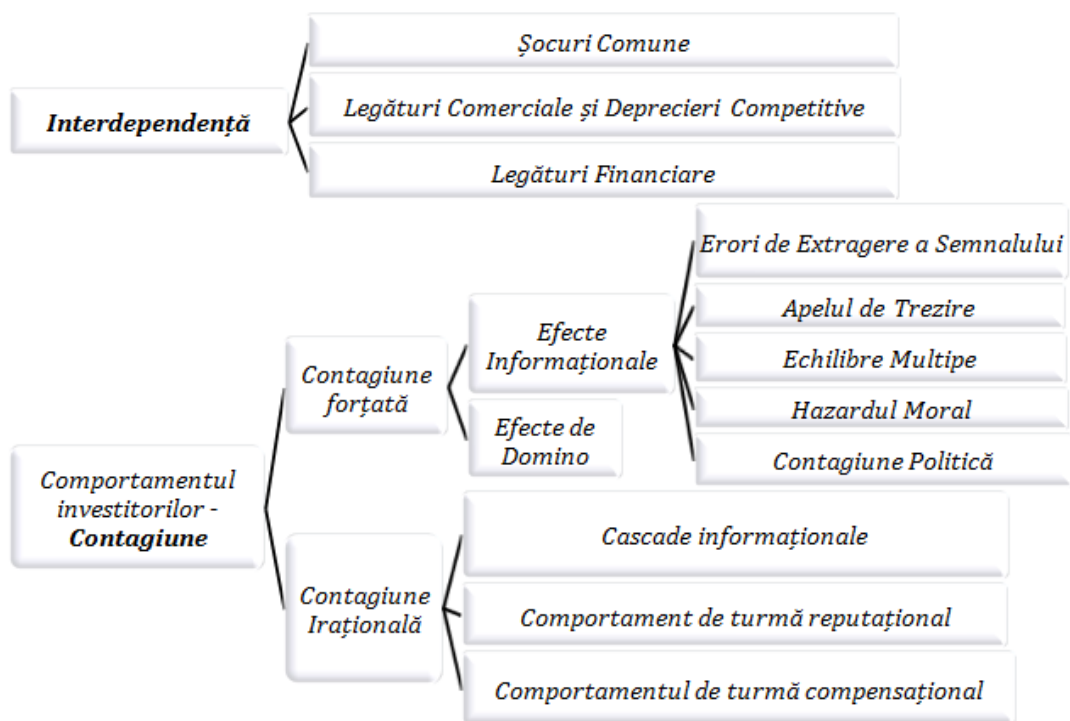 Șocuri Comune
Interdependență
Legături Comerciale și Deprecieri Competitive
Legături Financiare
Erori de Extragere a Semnalului
Apelul de Trezire
Efecte
Informaționale
Echilibre Multipe
Contagiune
forțată
Hazardul Moral
Efecte de
Domino
Contagiune Politică
Comportamentul
investitorilor -
Contagiune
Cascade informaționale
Contagiune
Irațională
Comportament de turmă reputațional
Comportamentul de turmă compensațional